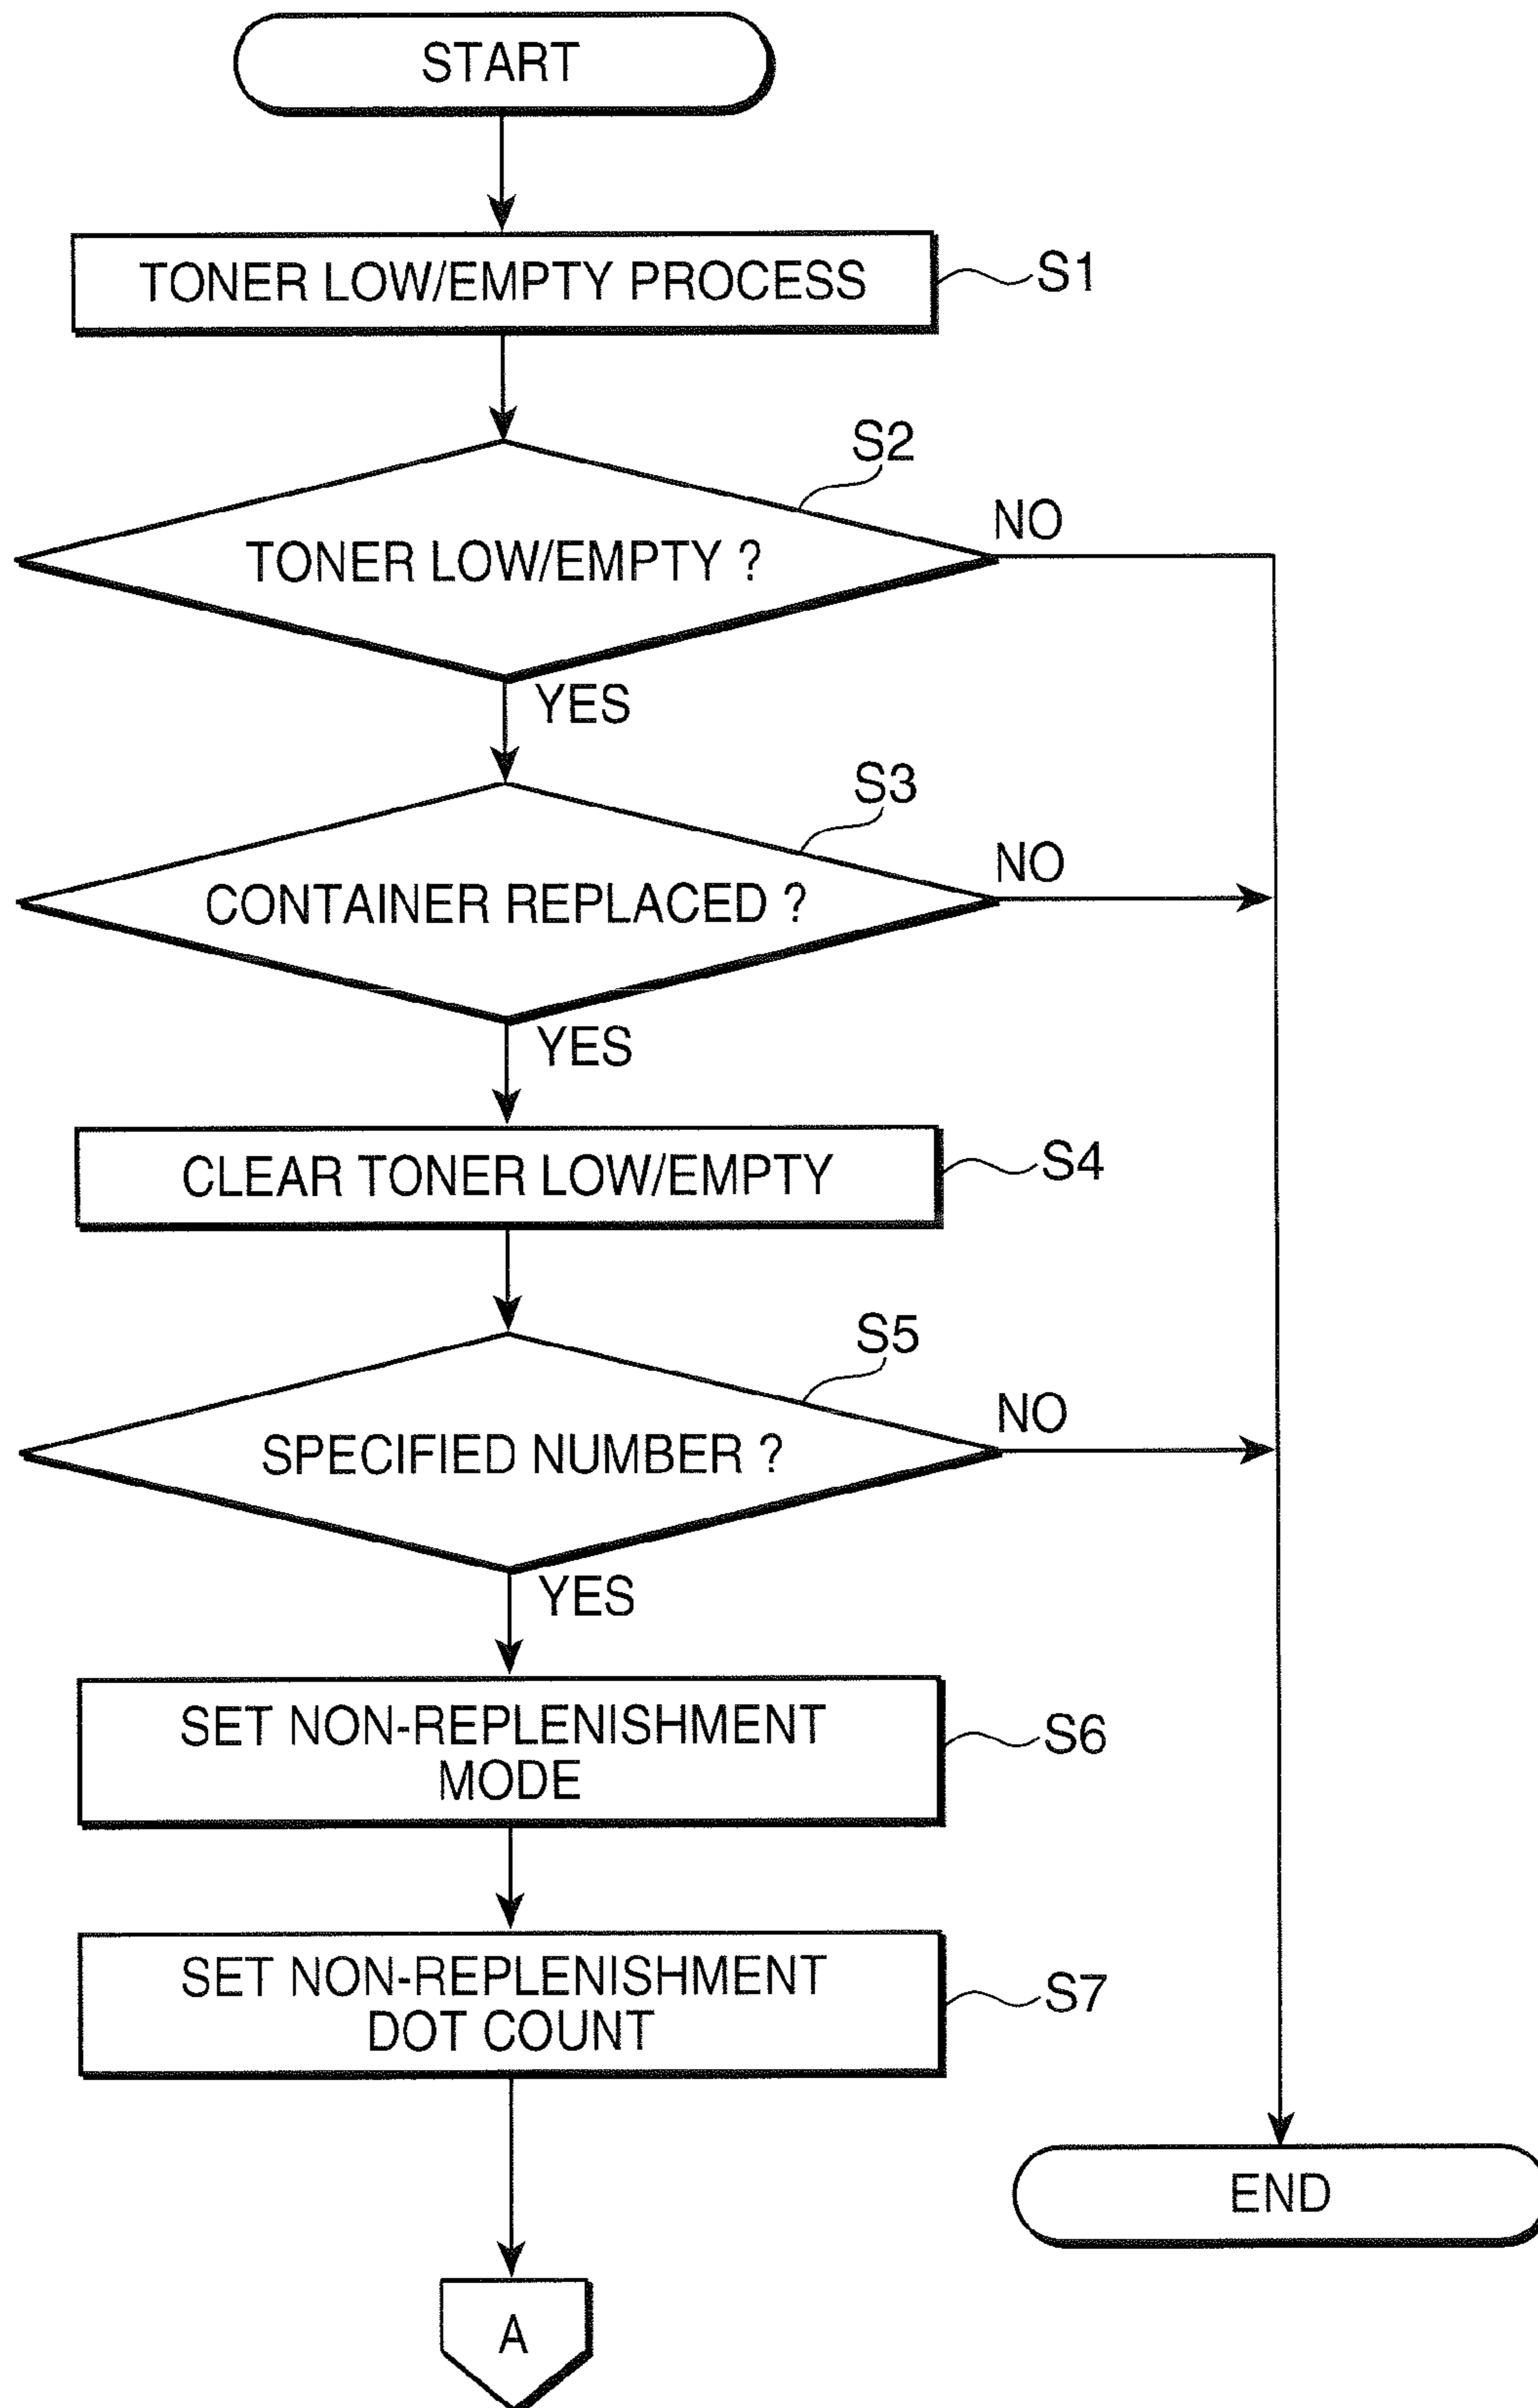 START
TONER LOW/EMPTY PROCESS
S1
S2
TONER LOW/EMPTY ?
NO
YES
S3
CONTAINER REPLACED ?
NO
YES
CLEAR TONER LOW/EMPTY
S4
S5
SPECIFIED NUMBER ?
NO
YES
SET NON-REPLENISHMENT
MODE
S6
SET NON-REPLENISHMENT
DOT COUNT
S7
END
A